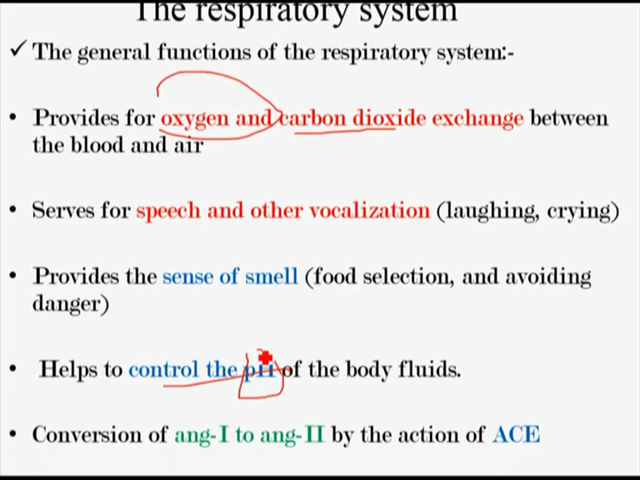 The respiratory system
✓ The general functions of the respiratory system:-
• Provides for oxygen and carbon dioxide exchange between
the blood and air
• Serves for speech and other vocalization (laughing, crying)
• Provides the sense of smell (food selection, and avoiding
danger)
• Helps to control the pH of the body fluids.
• Conversion of ang-I to ang-II by the action of ACE